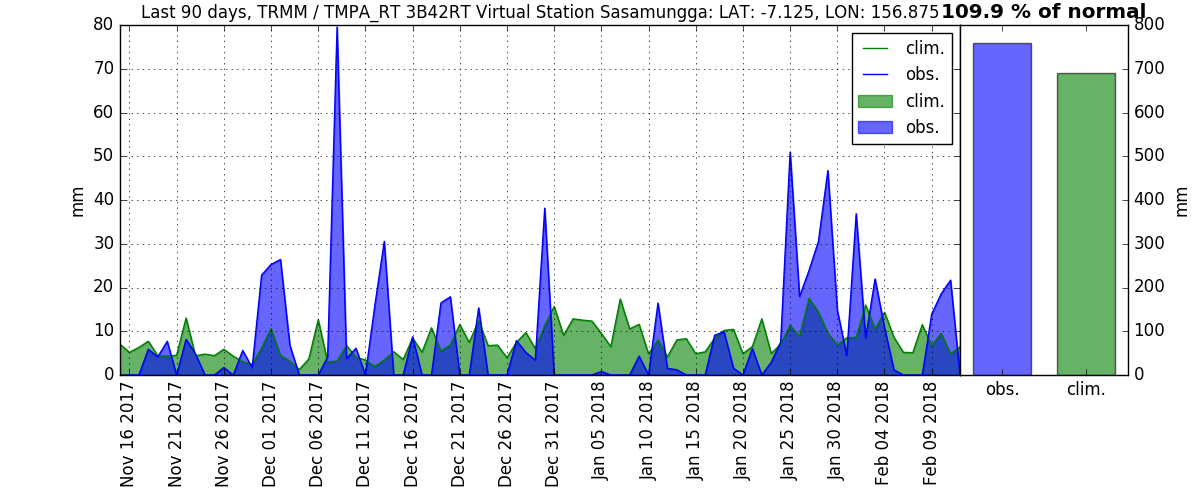 Last 90 days, TRMM / TMPA_RT 3B42RT Virtual Station Sasamungga: LAT: -7.125, LON: 156.875
109.9 % of normal
80
70
60
50
40
30
20
10
0
mm
clim.
obs.
clim.
obs.
800
700
600
500
400
300
200
100
0
mm
Nov 16 2017
Nov 21 2017
Nov 26 2017
Dec 01 2017
Dec 06 2017
Dec 11 2017
Dec 16 2017
Dec 21 2017
Dec 26 2017
Dec 31 2017
Jan 05 2018
Jan 10 2018
Jan 15 2018
Jan 20 2018
Jan 25 2018
Jan 30 2018
Feb 04 2018
Feb 09 2018
obs.
clim.